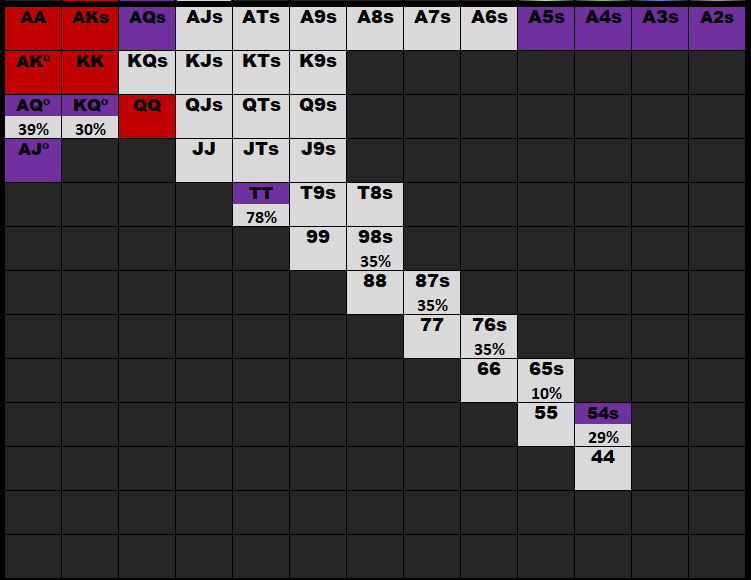 AA AKs AQs AJs ATs A9s A8s A7s A6s A5s A4s A3s A2s
AKº KK KQs KJs KTs K9s
AQº KQº QQ QJs QTs Q9s
39% 30%
AJº JJ JTs J9s
TT T9s T8s
78%
99 98s
35%
88 87s
35%
77 76s
35%
66 65s
10%
55 54s
29%
44